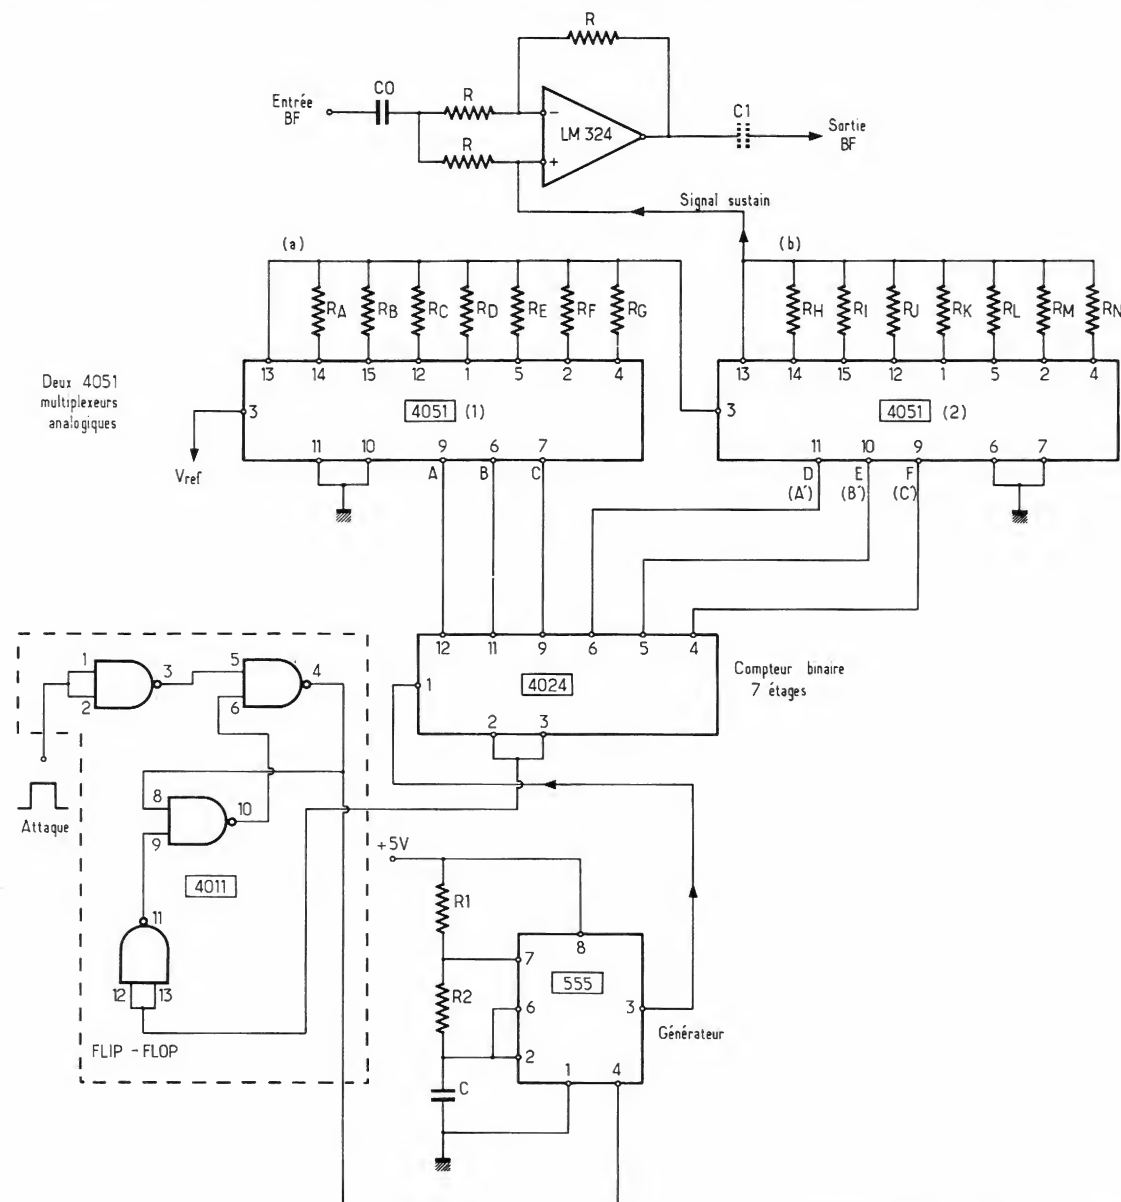 R
C0
Entrée
BF
R
R
LM 324
-
+
C1
Sortie
BF
Signal sustain
(a)
(b)
RA RB RC RD RE RF RG
RH RI RJ RK RL RM RN
13 14 15 12 1 5 2 4
13 14 15 12 1 5 2 4
Deux 4051
multiplexeurs
analogiques
3
4051 (1)
3
4051 (2)
11 10 9 6 7
11 10 9 6 7
Vref
A B C
D E F
(A') (B') (C')
12 11 9 6 5 4
1
4024
2 3
Compteur binaire
7 étages
1
2
3
5
6
4
Attaque
8
9
10
4011
11
12 13
FLIP-FLOP
+5V
R1
R2
C
8
7
555
6
3
2
1 4
Générateur